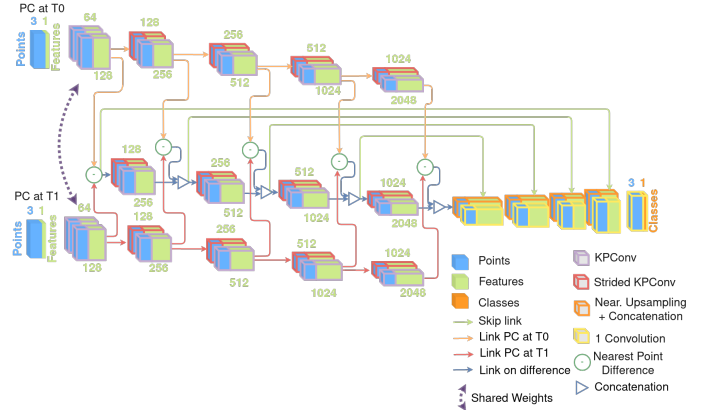 PC at T0
3 1
Points
Features
64
128
128
256
256
512
512
1024
1024
2048
128
256
256
512
512
1024
1024
2048
PC at T1
3 1
Points
Features
64
128
128
256
256
512
512
1024
1024
2048
3 1
Classes
Points
Features
Classes
Skip link
Link PC at T0
Link PC at T1
Link on difference
Shared Weights
KPConv
Strided KPConv
Near. Upsampling
+ Concatenation
1 Convolution
Nearest Point
Difference
Concatenation